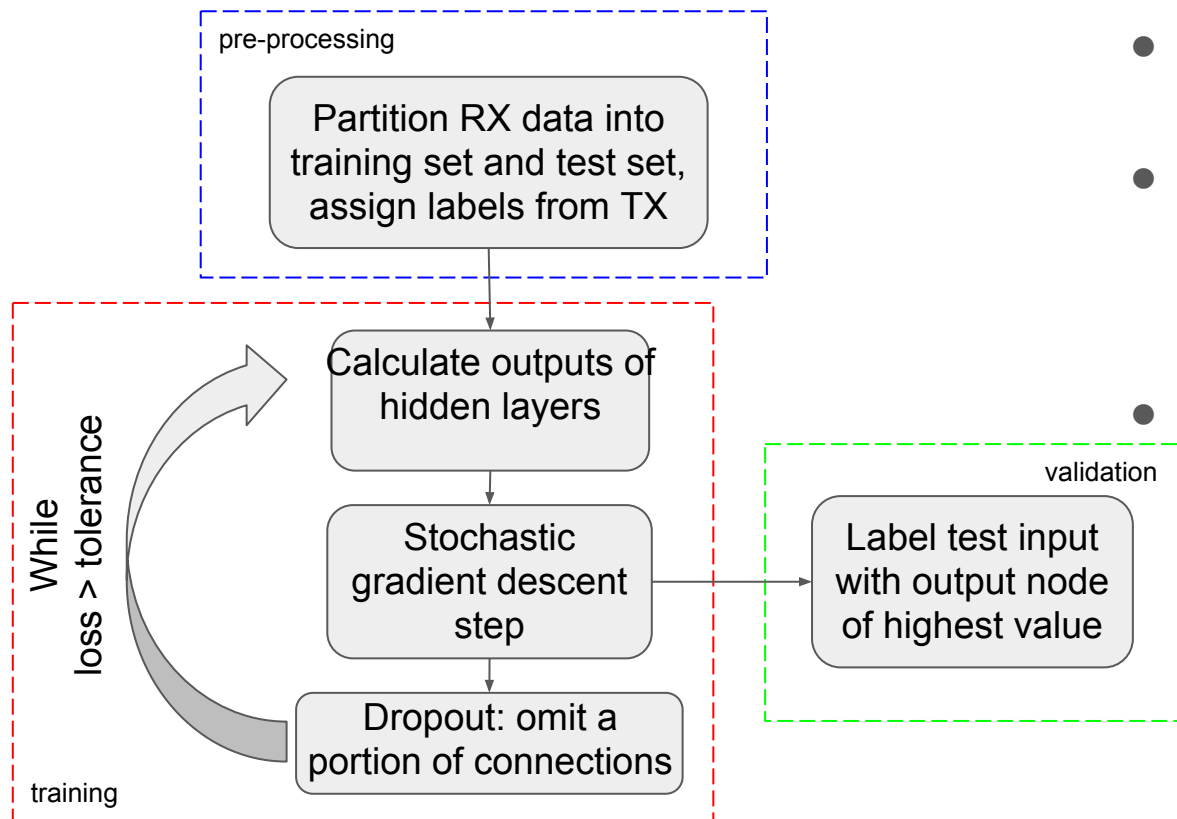 pre-processing
Partition RX data into
training set and test set,
assign labels from TX
Calculate outputs of
hidden layers
While
loss > tolerance
Stochastic
gradient descent
step
Dropout: omit a
portion of connections
training
validation
Label test input
with output node
of highest value